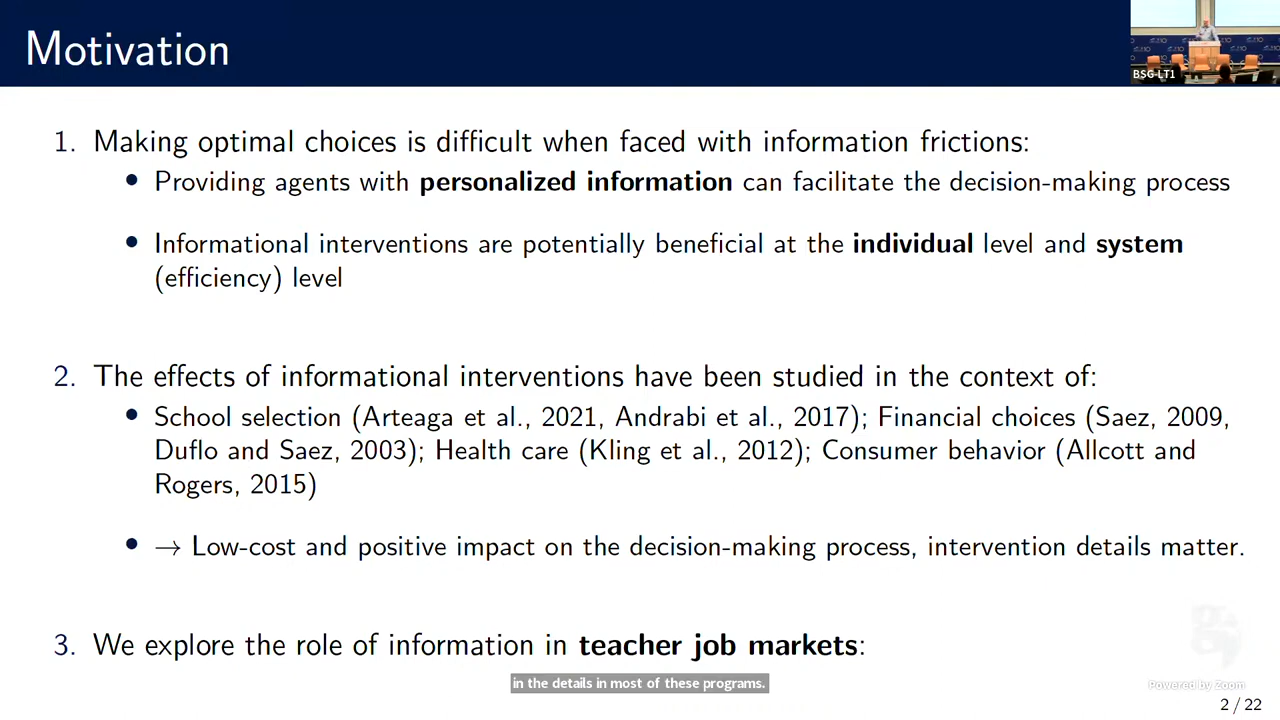 Motivation
BSG-LT1
1. Making optimal choices is difficult when faced with information frictions:
• Providing agents with personalized information can facilitate the decision-making process
• Informational interventions are potentially beneficial at the individual level and system
(efficiency) level
2. The effects of informational interventions have been studied in the context of:
• School selection (Arteaga et al., 2021, Andrabi et al., 2017); Financial choices (Saez, 2009,
Duflo and Saez, 2003); Health care (Kling et al., 2012); Consumer behavior (Allcott and
Rogers, 2015)
• → Low-cost and positive impact on the decision-making process, intervention details matter.
3. We explore the role of information in teacher job markets:
in the details in most of these programs.
Powered by Zoom
2 / 22